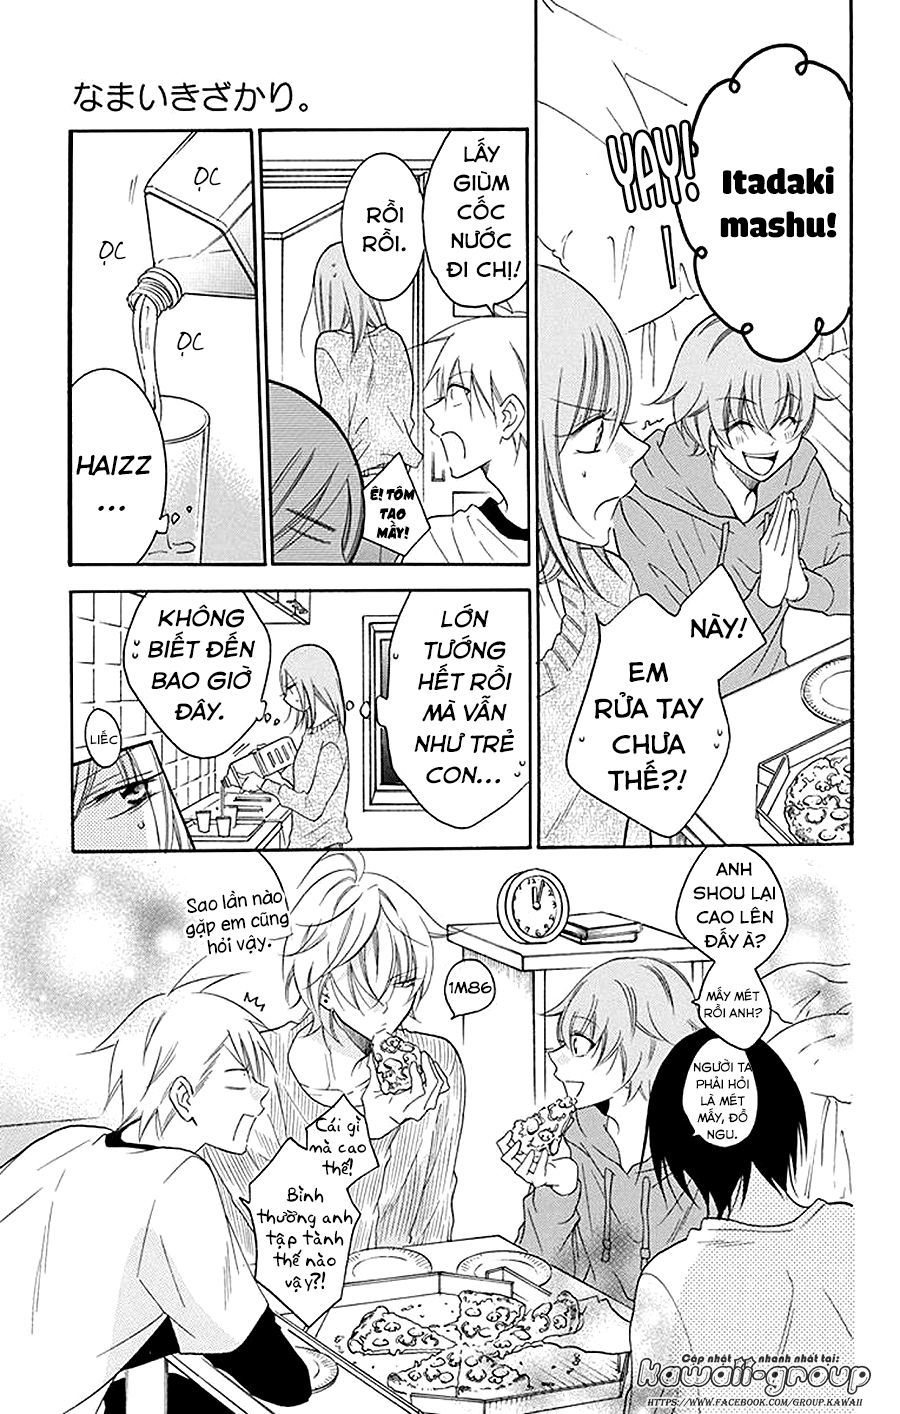 なまいきざかり。
YAY!
Itadaki
mashu!
NÀY!
EM
RỬA TAY
CHƯA
THẾ?!
LẤY
GIÙM
CỐC
NƯỚC
ĐI CHỊ!
RỒI
RỒI.
Ê! TÔM
TAO
MẦY!
ỌC
ỌC
ỌC
HAIZZ
...
LỚN
TƯỚNG
HẾT RỒI
MÀ VẪN
NHƯ TRẺ
CON...
KHÔNG
BIẾT ĐẾN
BAO GIỜ
ĐÂY.
LIẾC
ANH
SHOU LẠI
CAO LÊN
ĐẤY À?
MẤY MÉT
RỒI ANH?
NGƯỜI TA
PHẢI HỎI
LÀ MÉT
MẤY, ĐỒ
NGU.
1M86
Sao lần nào
gặp em cũng
hỏi vậy.
Cái gì
mà cao
thế!
Bình
thường anh
tập tành
thế nào
vậy?!
Cập nhật nhanh nhất tại:
kawaii-group
HTTPS://WWW.FACEBOOK.COM/GROUP.KAWAII